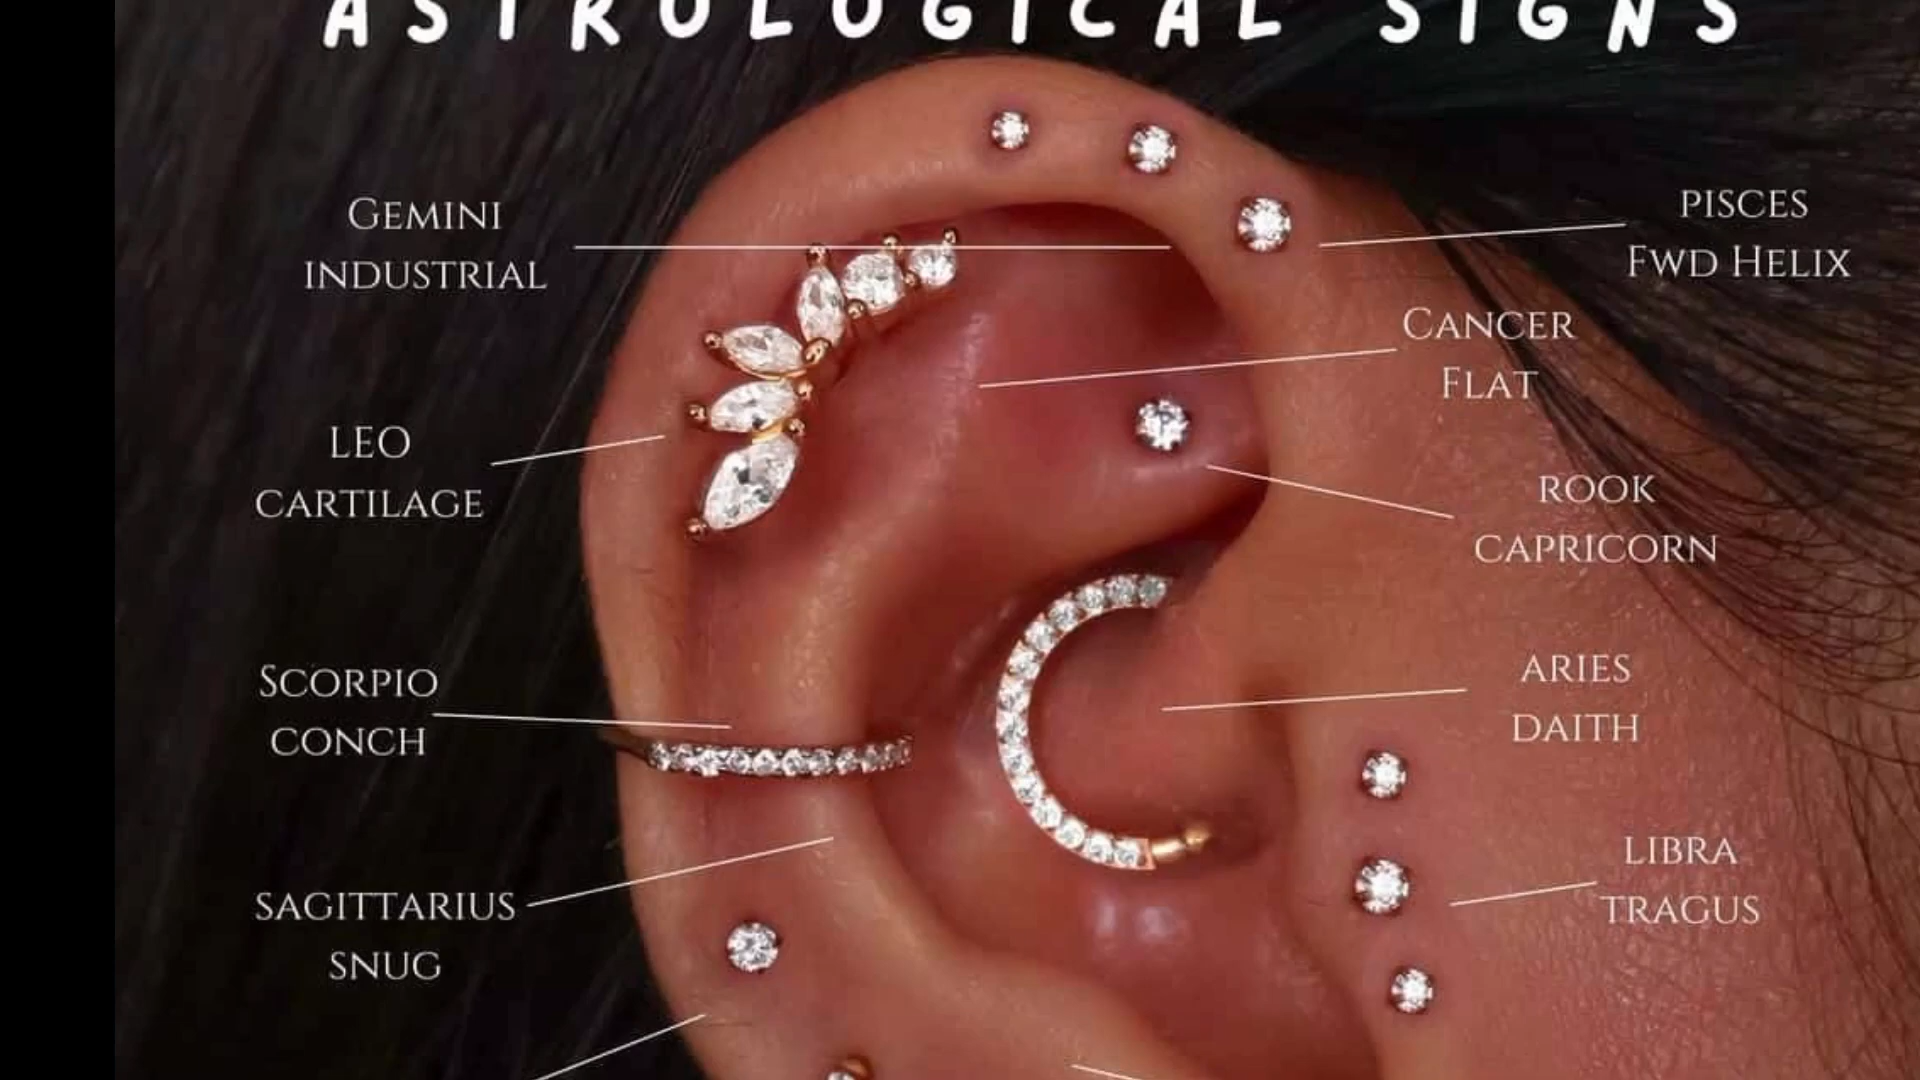 ASTROLOGICAL SIGNS
GEMINI
INDUSTRIAL
PISCES
FWD HELIX
CANCER
FLAT
LEO
CARTILAGE
ROOK
CAPRICORN
SCORPIO
CONCH
ARIES
DAITH
LIBRA
TRAGUS
SAGITTARIUS
SNUG